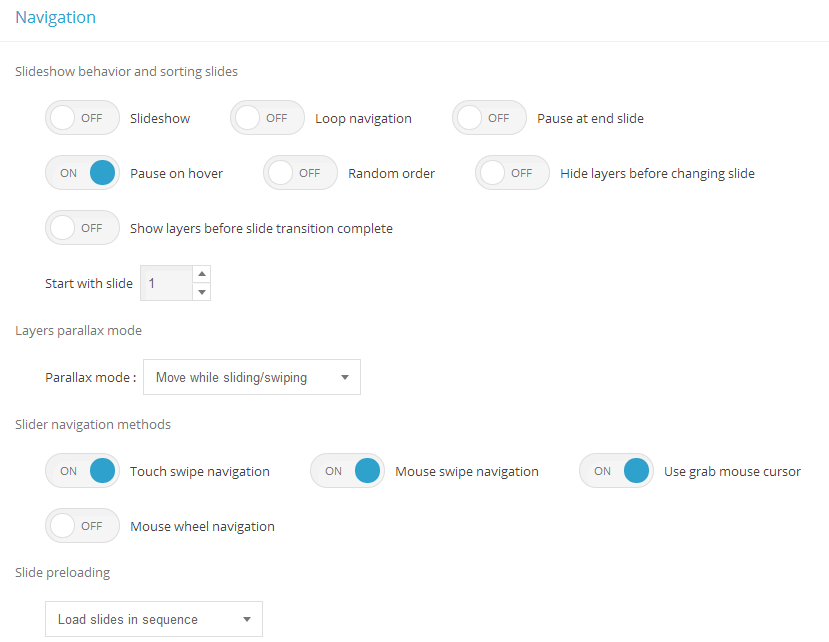 Navigation
Slideshow behavior and sorting slides
OFF Slideshow OFF Loop navigation OFF Pause at end slide
ON Pause on hover OFF Random order OFF Hide layers before changing slide
OFF Show layers before slide transition complete
Start with slide 1
Layers parallax mode
Parallax mode : Move while sliding/swiping
Slider navigation methods
ON Touch swipe navigation ON Mouse swipe navigation ON Use grab mouse cursor
OFF Mouse wheel navigation
Slide preloading
Load slides in sequence